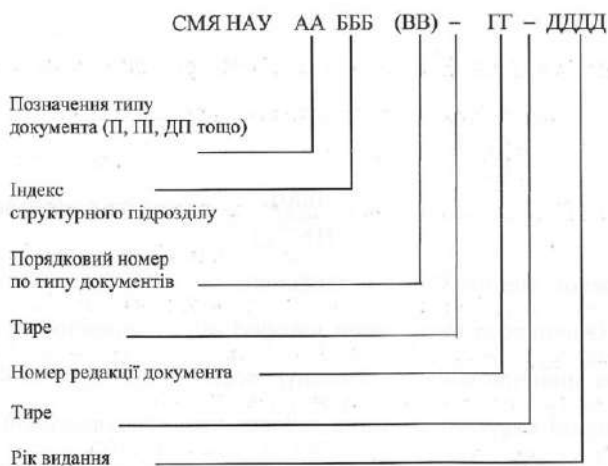 СМЯ НАУ АА БББ (ВВ) – ГГ – ДДДД
Позначення типу
документа (П, ПІ, ДП тощо)
Індекс
структурного підрозділу
Порядковий номер
по типу документів
Тире
Номер редакції документа
Тире
Рік видання